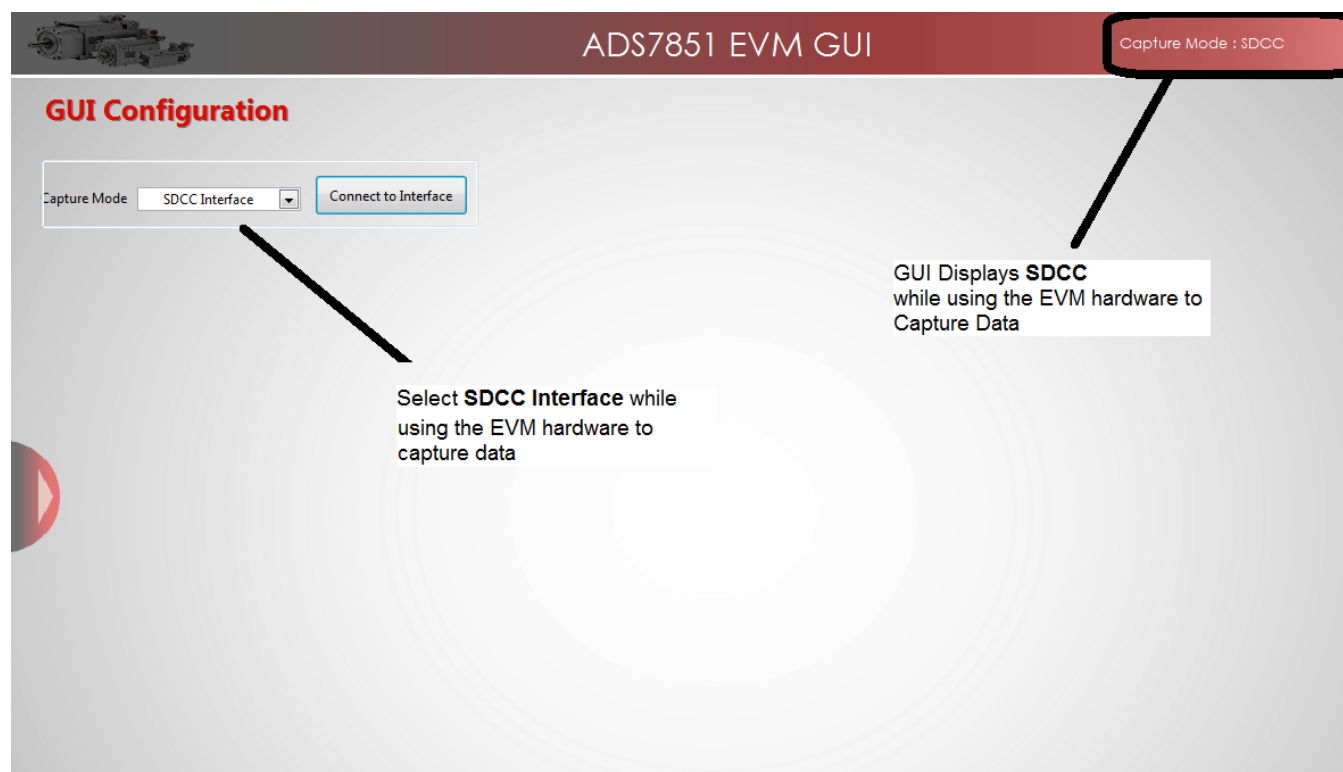 ADS7851 EVM GUI
Capture Mode : SDCC
GUI Configuration
Capture Mode
SDCC Interface
Connect to Interface
GUI Displays SDCC
while using the EVM hardware to
Capture Data
Select SDCC Interface while
using the EVM hardware to
capture data